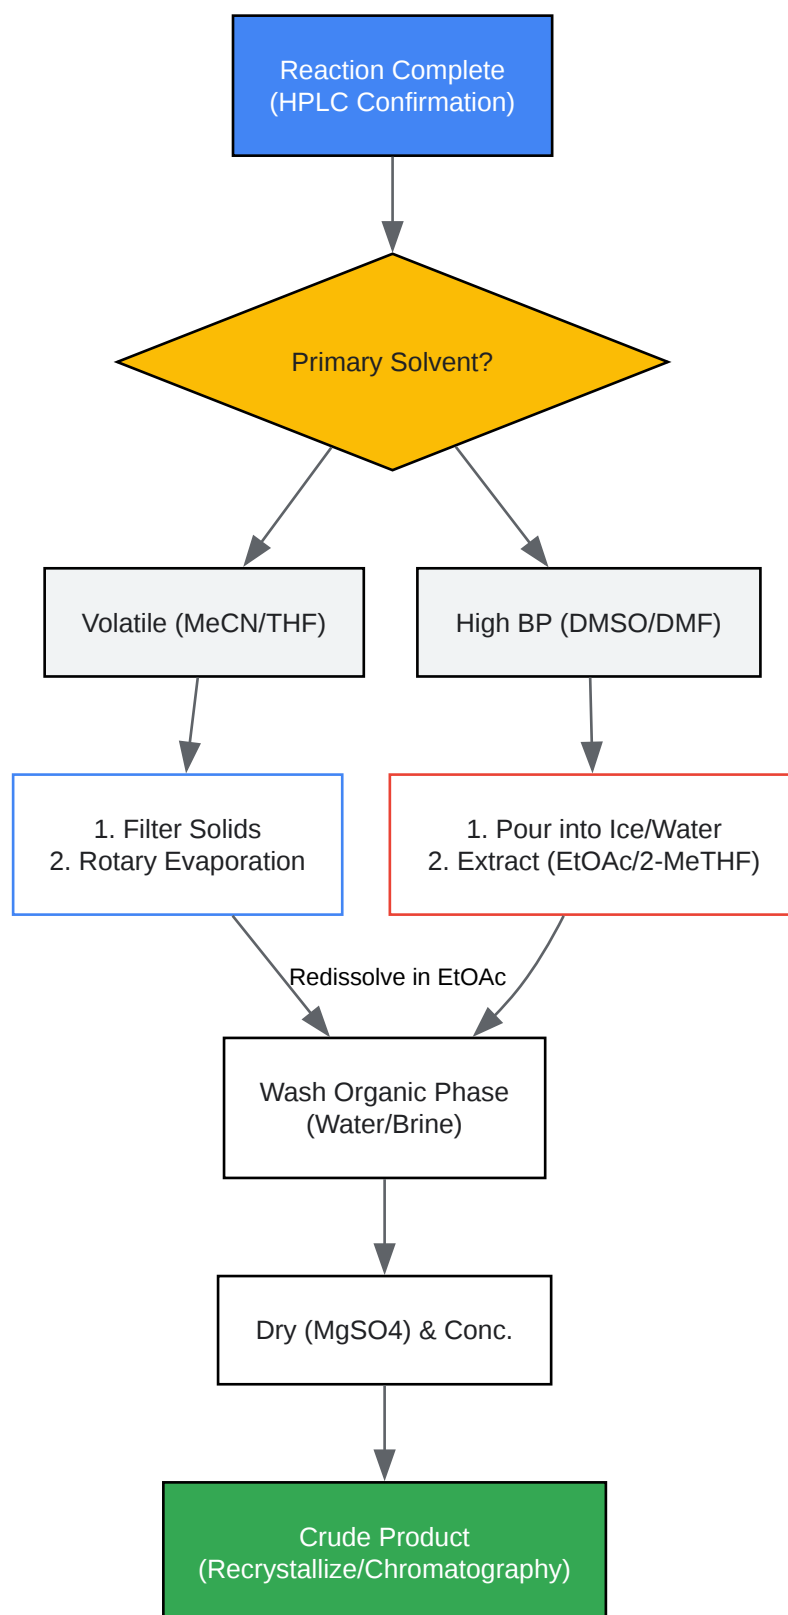 Reaction Complete
(HPLC Confirmation)
Primary Solvent?
Volatile (MeCN/THF)
High BP (DMSO/DMF)
1. Filter Solids
2. Rotary Evaporation
1. Pour into Ice/Water
2. Extract (EtOAc/2-MeTHF)
Redissolve in EtOAc
Wash Organic Phase
(Water/Brine)
Dry (MgSO4) & Conc.
Crude Product
(Recrystallize/Chromatography)